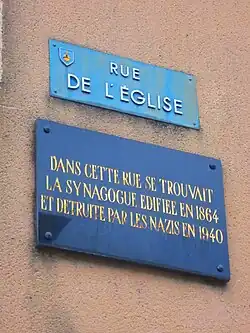 RUE
DE L'ÉGLISE
DANS CETTE RUE SE TROUVAIT
LA SYNAGOGUE EDIFIEE EN 1864
ET DETRUITE PAR LES NAZIS EN 1940